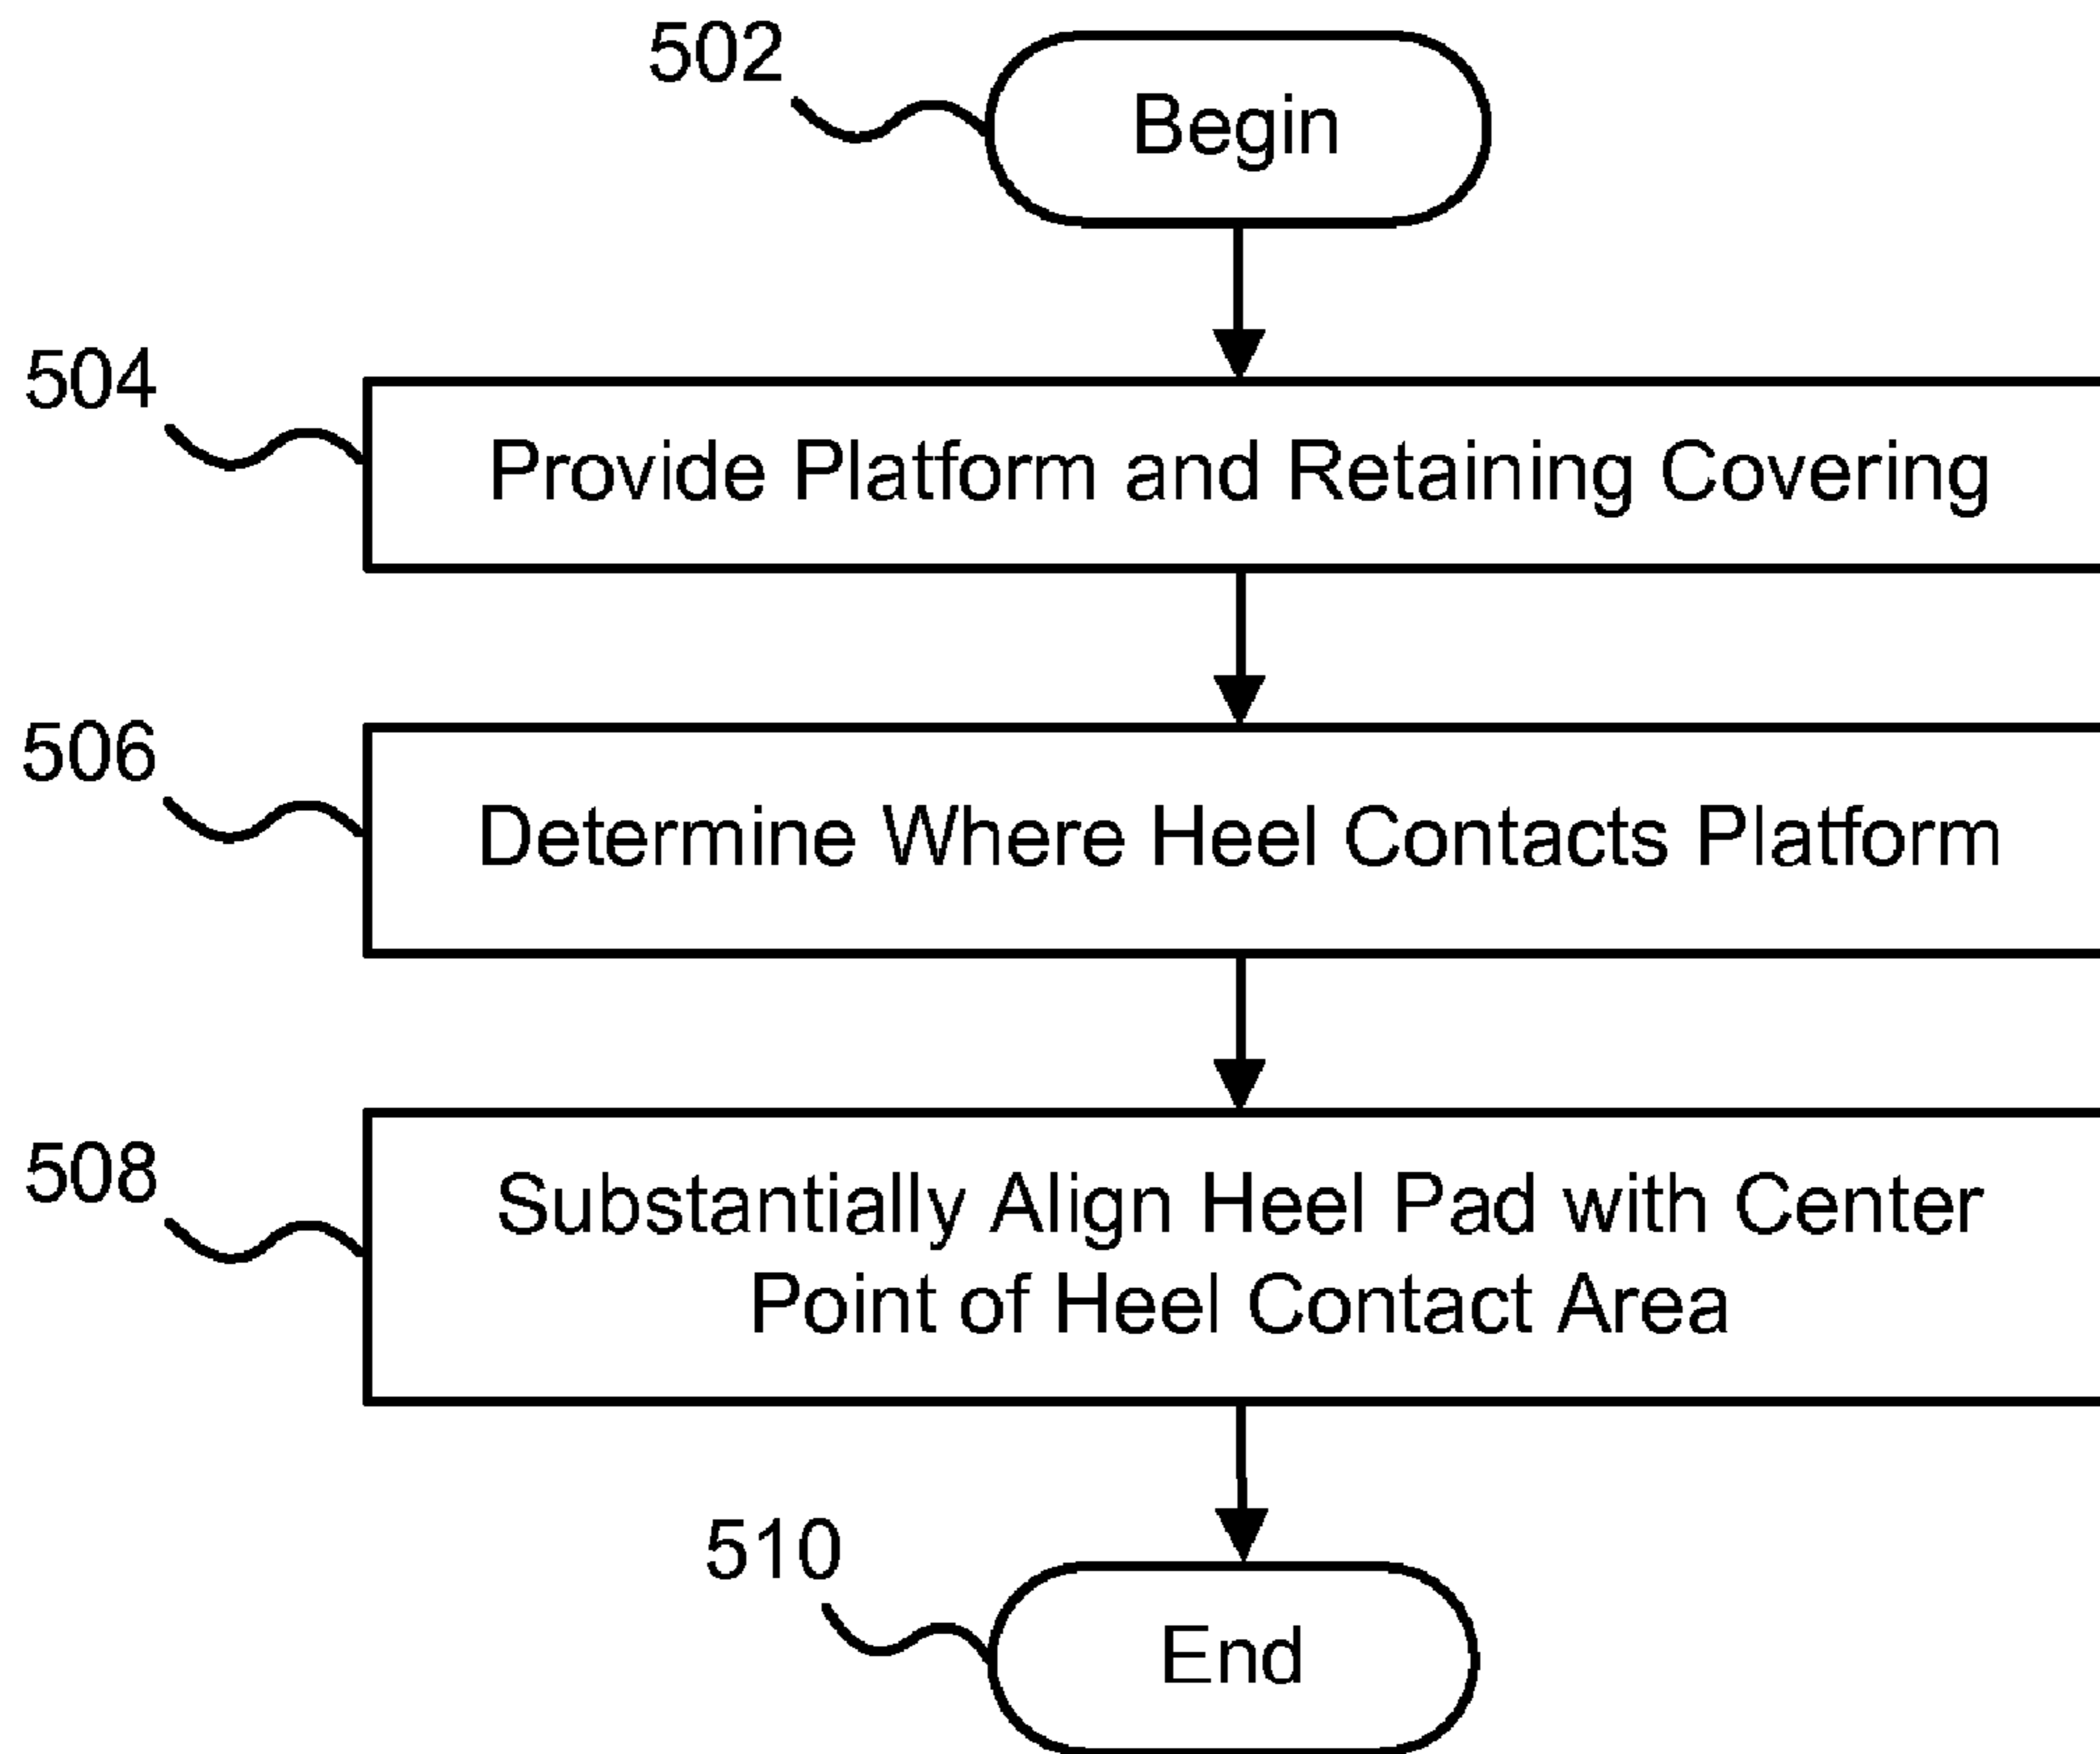 502
Begin
504
Provide Platform and Retaining Covering
506
Determine Where Heel Contacts Platform
508
Substantially Align Heel Pad with Center
Point of Heel Contact Area
510
End